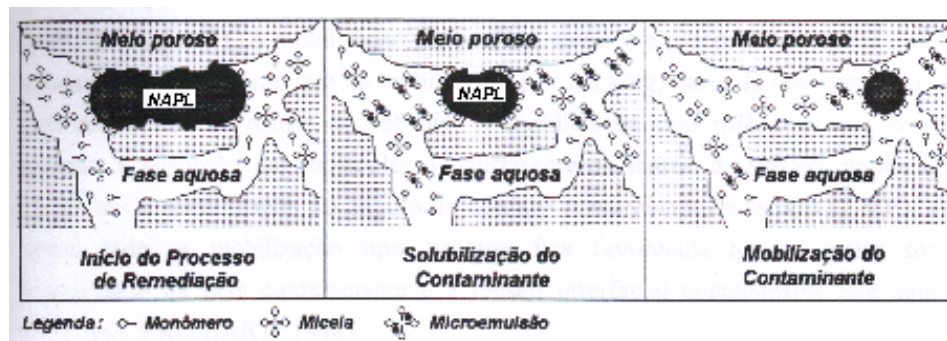 Meio poroso
NAPL
Fase aquosa
Início do Processo
de Remediação
Meio poroso
NAPL
Fase aquosa
Solubilização do
Contaminante
Meio poroso
Fase aquosa
Mobilização do
Contaminante
Legenda: Monômero Micela Microemulsão